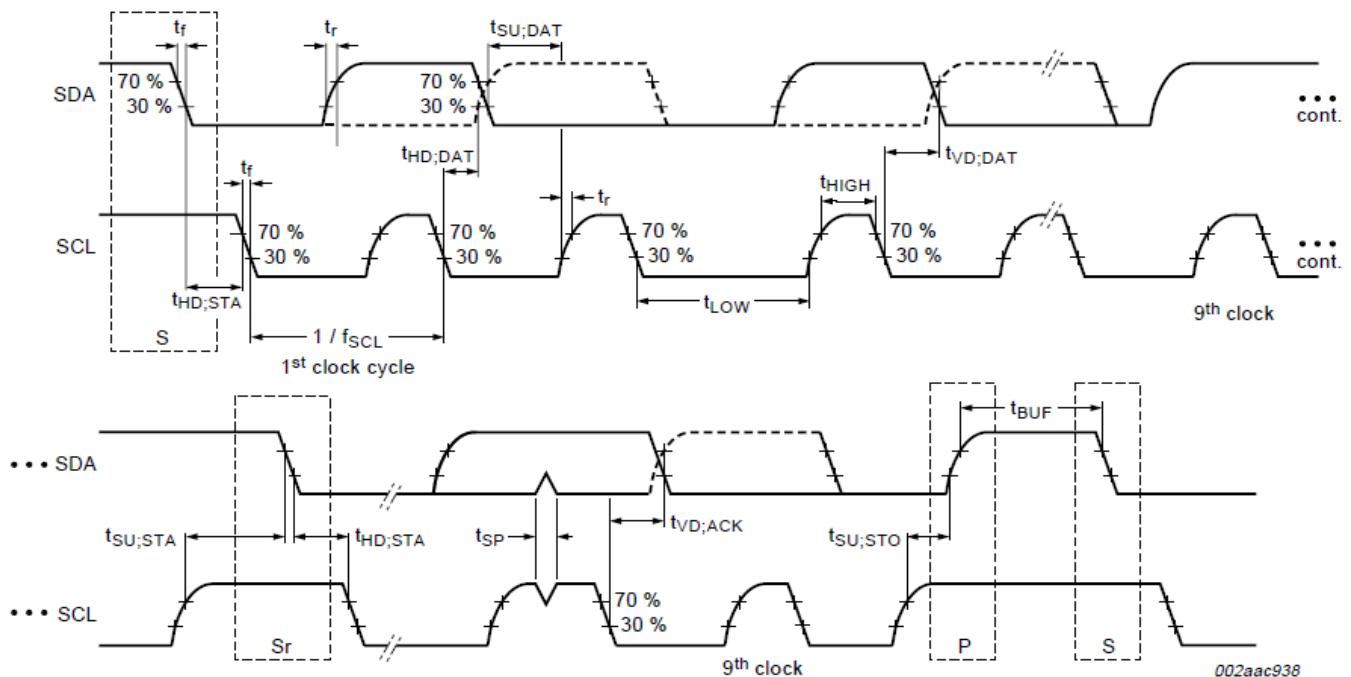 tf tr tSU;DAT
70 % 70 %
SDA 30 % 30 % ••• cont.
tHD;DAT tVD;DAT
tf tr tHIGH
70 % 70 % 70 % 70 %
SCL 30 % 30 % 30 % 30 % ••• cont.
tHD;STA tLOW
S 1 / fSCL 9th clock
1st clock cycle
tBUF
••• SDA
tSU;STA tHD;STA tSP tVD;ACK tSU;STO
••• SCL 70 %
30 %
Sr P S
9th clock 002aac938